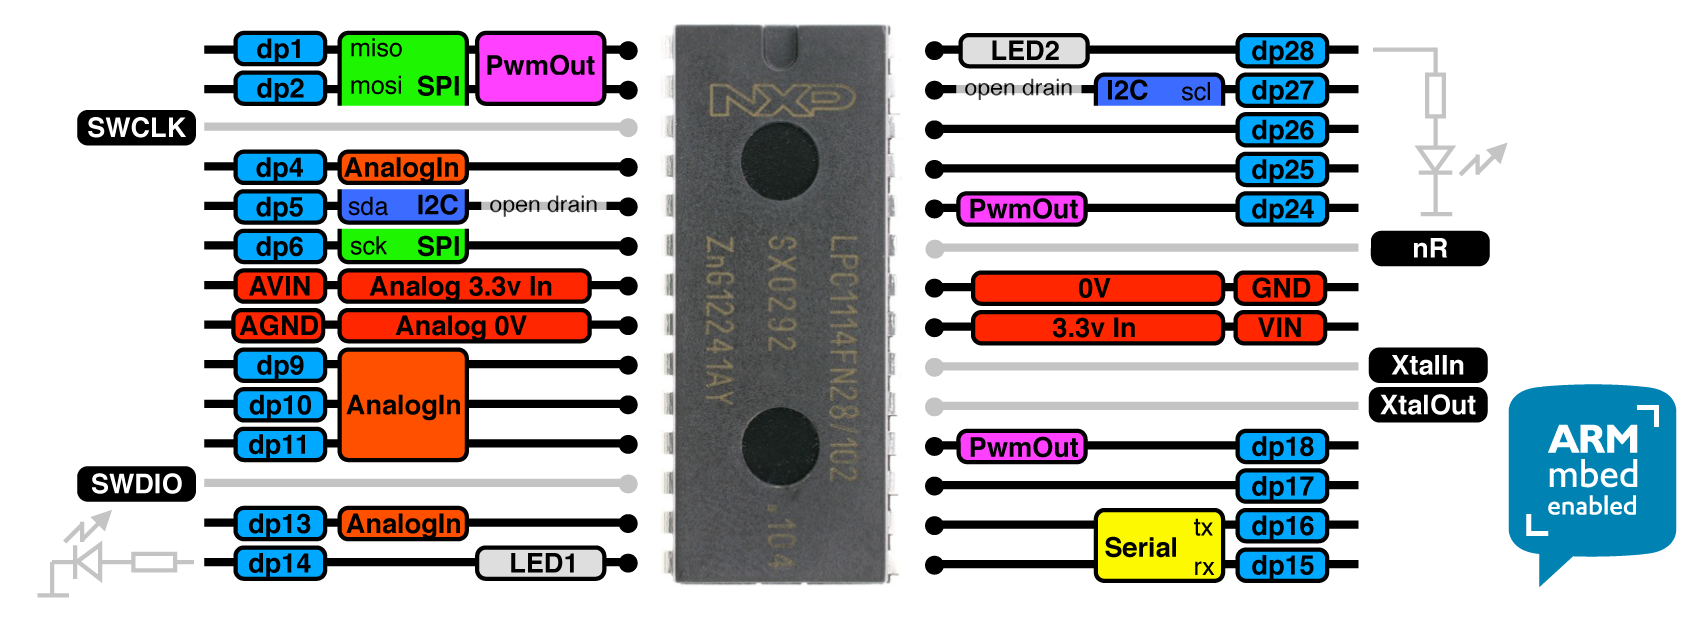 dp1 miso PwmOut
dp2 mosi SPI
SWCLK
dp4 AnalogIn
dp5 sda I2C open drain
dp6 sck SPI
AVIN Analog 3.3v In
AGND Analog 0V
dp9
dp10 AnalogIn
dp11
SWDIO
dp13 AnalogIn
dp14 LED1
NXP
LPC1114FN28/102
SX0292 .104
ZnG12241AY
LED2 dp28
open drain I2C scl dp27
dp26
dp25
PwmOut dp24
nR
0V GND
3.3v In VIN
XtalIn
XtalOut
PwmOut dp18
dp17
Serial tx dp16
rx dp15
ARM
mbed
enabled